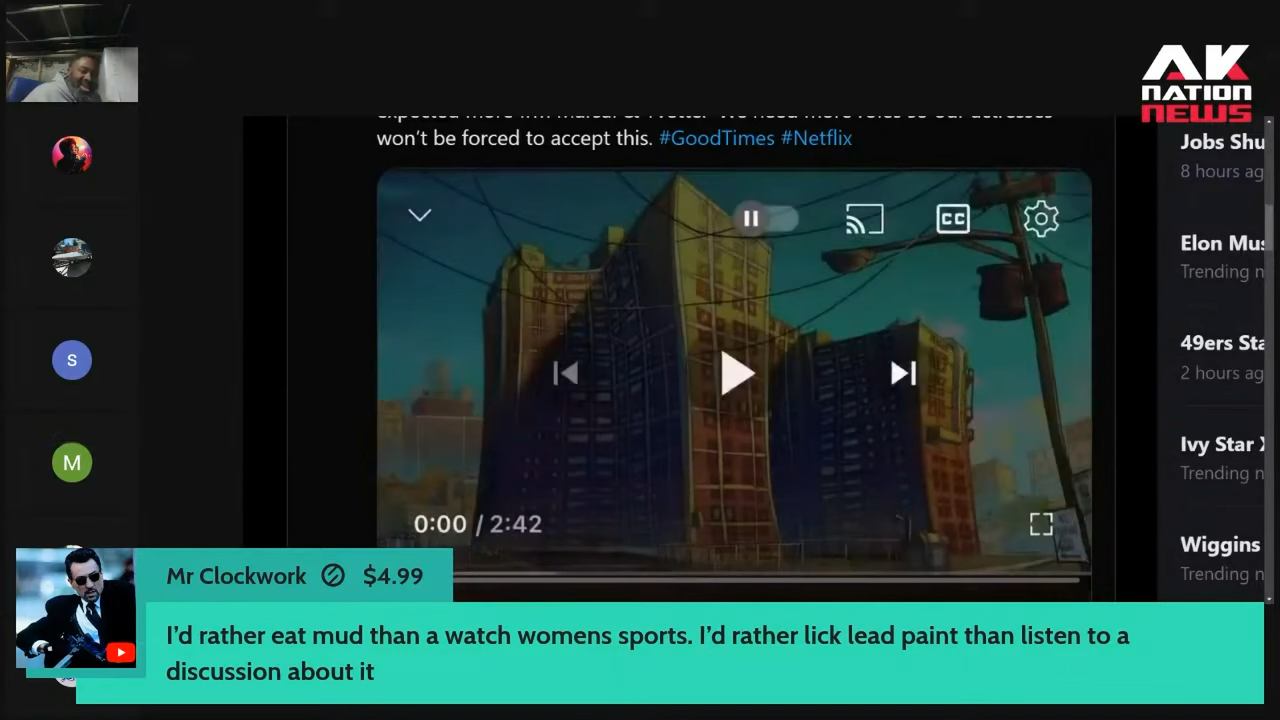 AK
NATION
NEWS
won't be forced to accept this. #GoodTimes #Netflix
Jobs Shu
8 hours ag
CC
Elon Mus
Trending n
49ers Sta
2 hours ag
S
Ivy Star
Trending n
M
0:00 / 2:42
Wiggins
Trending n
Mr Clockwork $4.99
I'd rather eat mud than a watch womens sports. I'd rather lick lead paint than listen to a
discussion about it